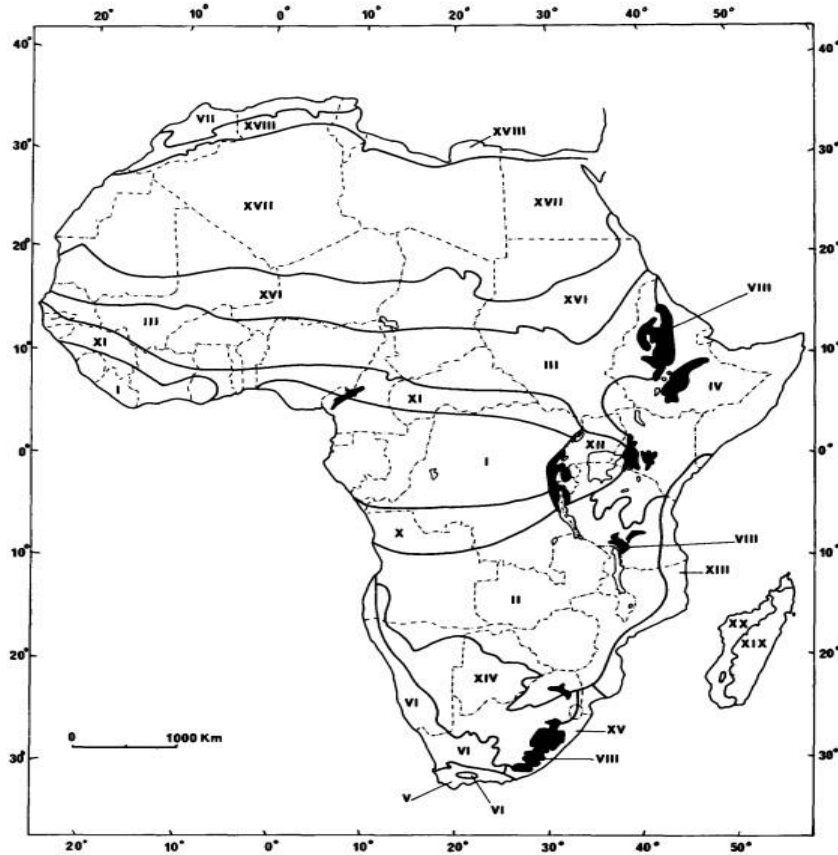 20° 10° 0° 10° 20° 30° 40° 50°
40° 40°
VII
XVIII XVIII
30° 30°
XVII XVII
20° 20°
XVI XVI VIII
III
XI
10° 10°
I III IV
XI
XII
0° I 0°
X
VIII
10° XIII 10°
II
XX
XIX
20° 20°
XIV
VI
XV
0 1000 Km
VI
30° VIII 30°
V
VI
20° 10° 0° 10° 20° 30° 40° 50°